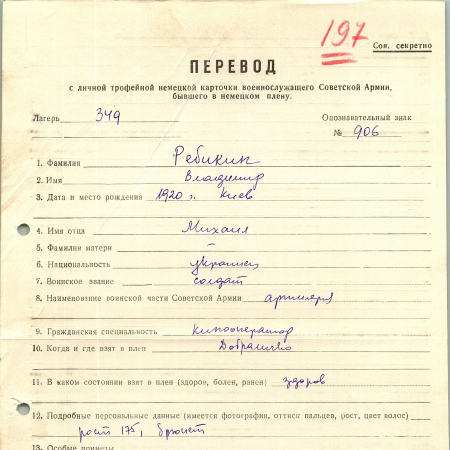 197
Сов. секретно
ПЕРЕВОД
с личной трофейной немецкой карточки военнослужащего Советской Армии,
бывшего в немецком плену.
Лагерь 349
Опознавательный знак
№ 906
1. Фамилия Ребикин
2. Имя Владимир
3. Дата и место рождения 1920 г. Киев
4. Имя отца Михаил
5. Фамилия матери –
6. Национальность украинец
7. Воинское звание солдат
8. Наименование воинской части Советской Армии артилерия
9. Гражданская специальность Кинооператор
10. Когда и где взят в плен
11. В каком состоянии взят в плен (здоров, болен, ранен) здоров
12. Подробные персональные данные (имеется фотография, оттиск пальцев, рост, цвет волос)
рост 175, брюнет
13. Особые приметы